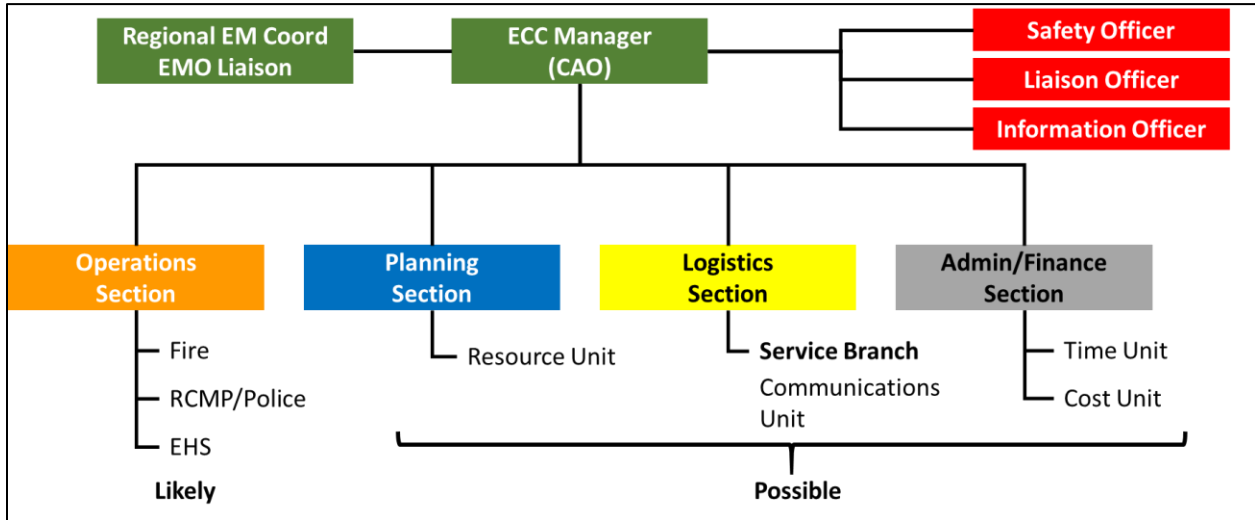 Regional EM Coord
EMO Liaison
ECC Manager
(CAO)
Safety Officer
Liaison Officer
Information Officer
Operations
Section
Planning
Section
Logistics
Section
Admin/Finance
Section
Fire
RCMP/Police
EHS
Likely
Resource Unit
Service Branch
Communications
Unit
Time Unit
Cost Unit
Possible